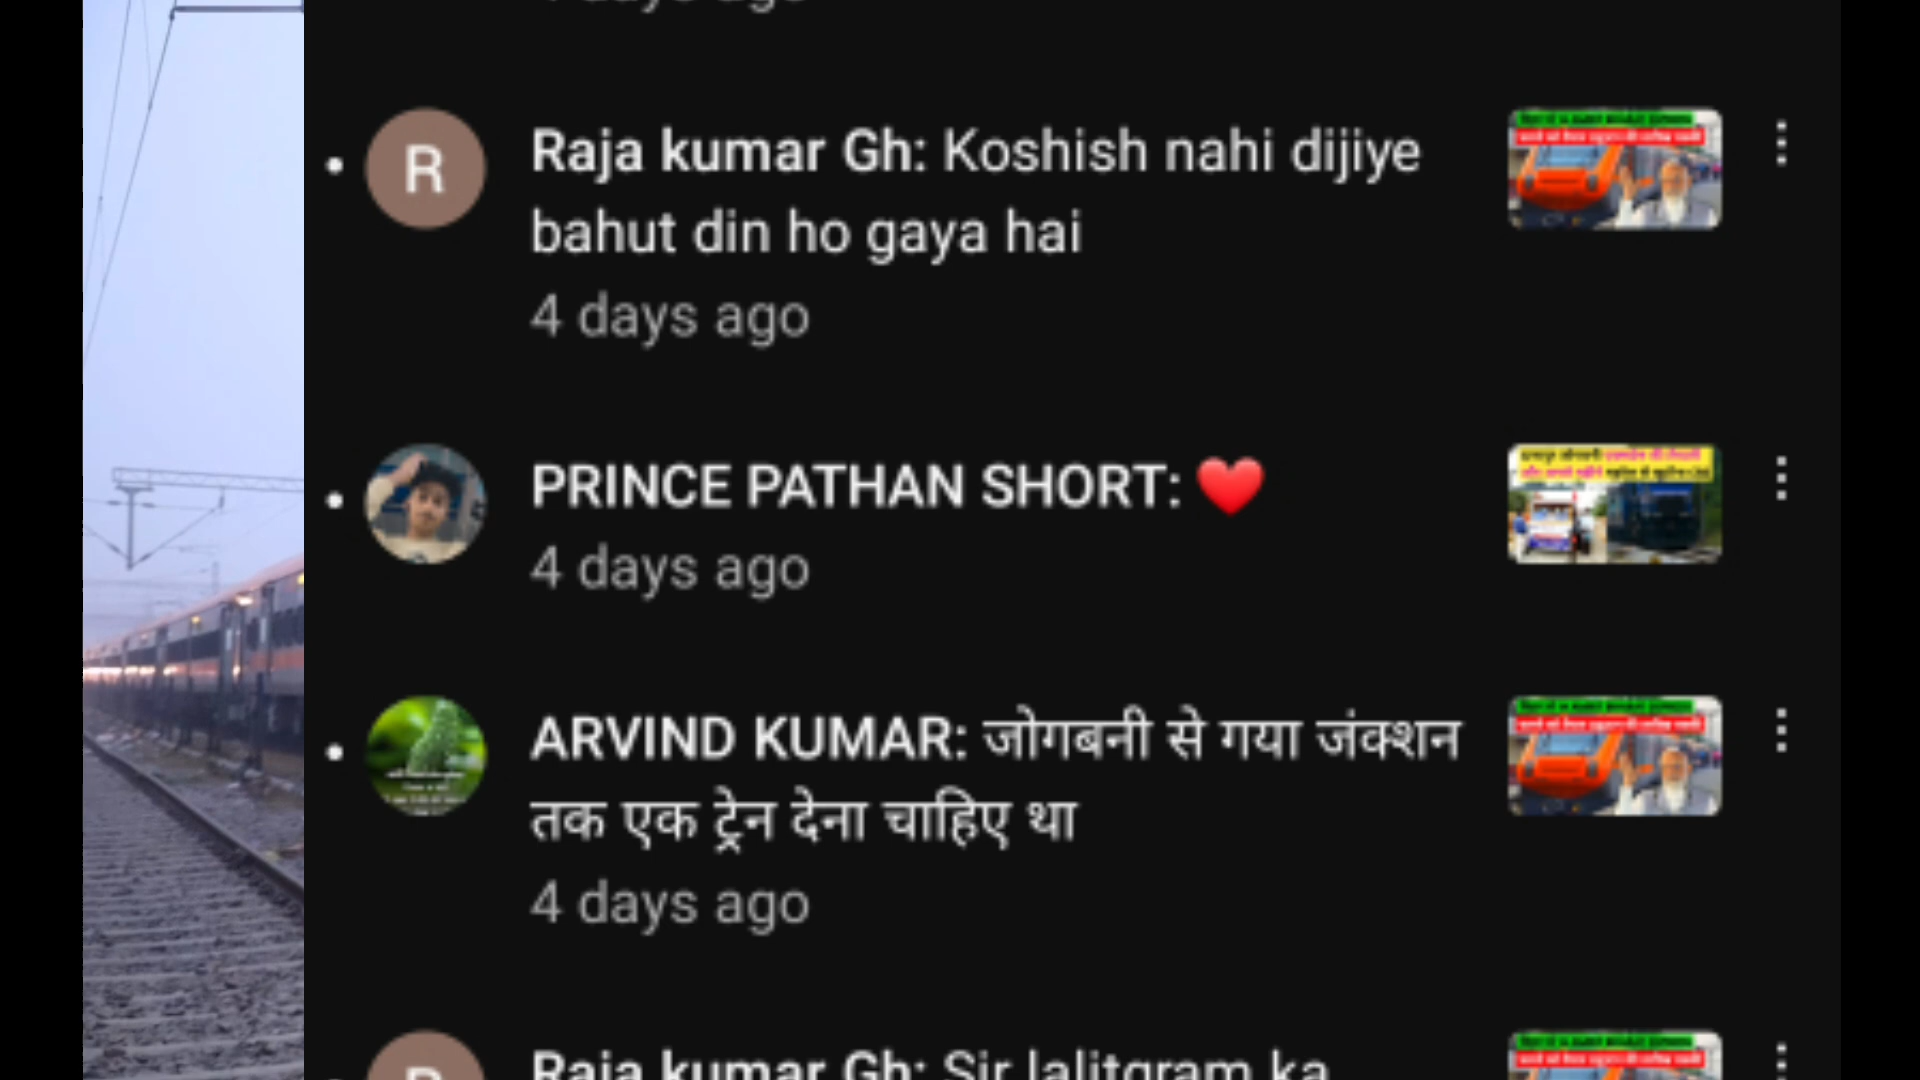 Raja kumar Gh: Koshish nahi dijiye
bahut din ho gaya hai
4 days ago
PRINCE PATHAN SHORT: ❤️
4 days ago
ARVIND KUMAR: जोगबनी से गया जंक्शन
तक एक ट्रेन देना चाहिए था
4 days ago
Raja kumar Gh: Sir lalitgram ka
R